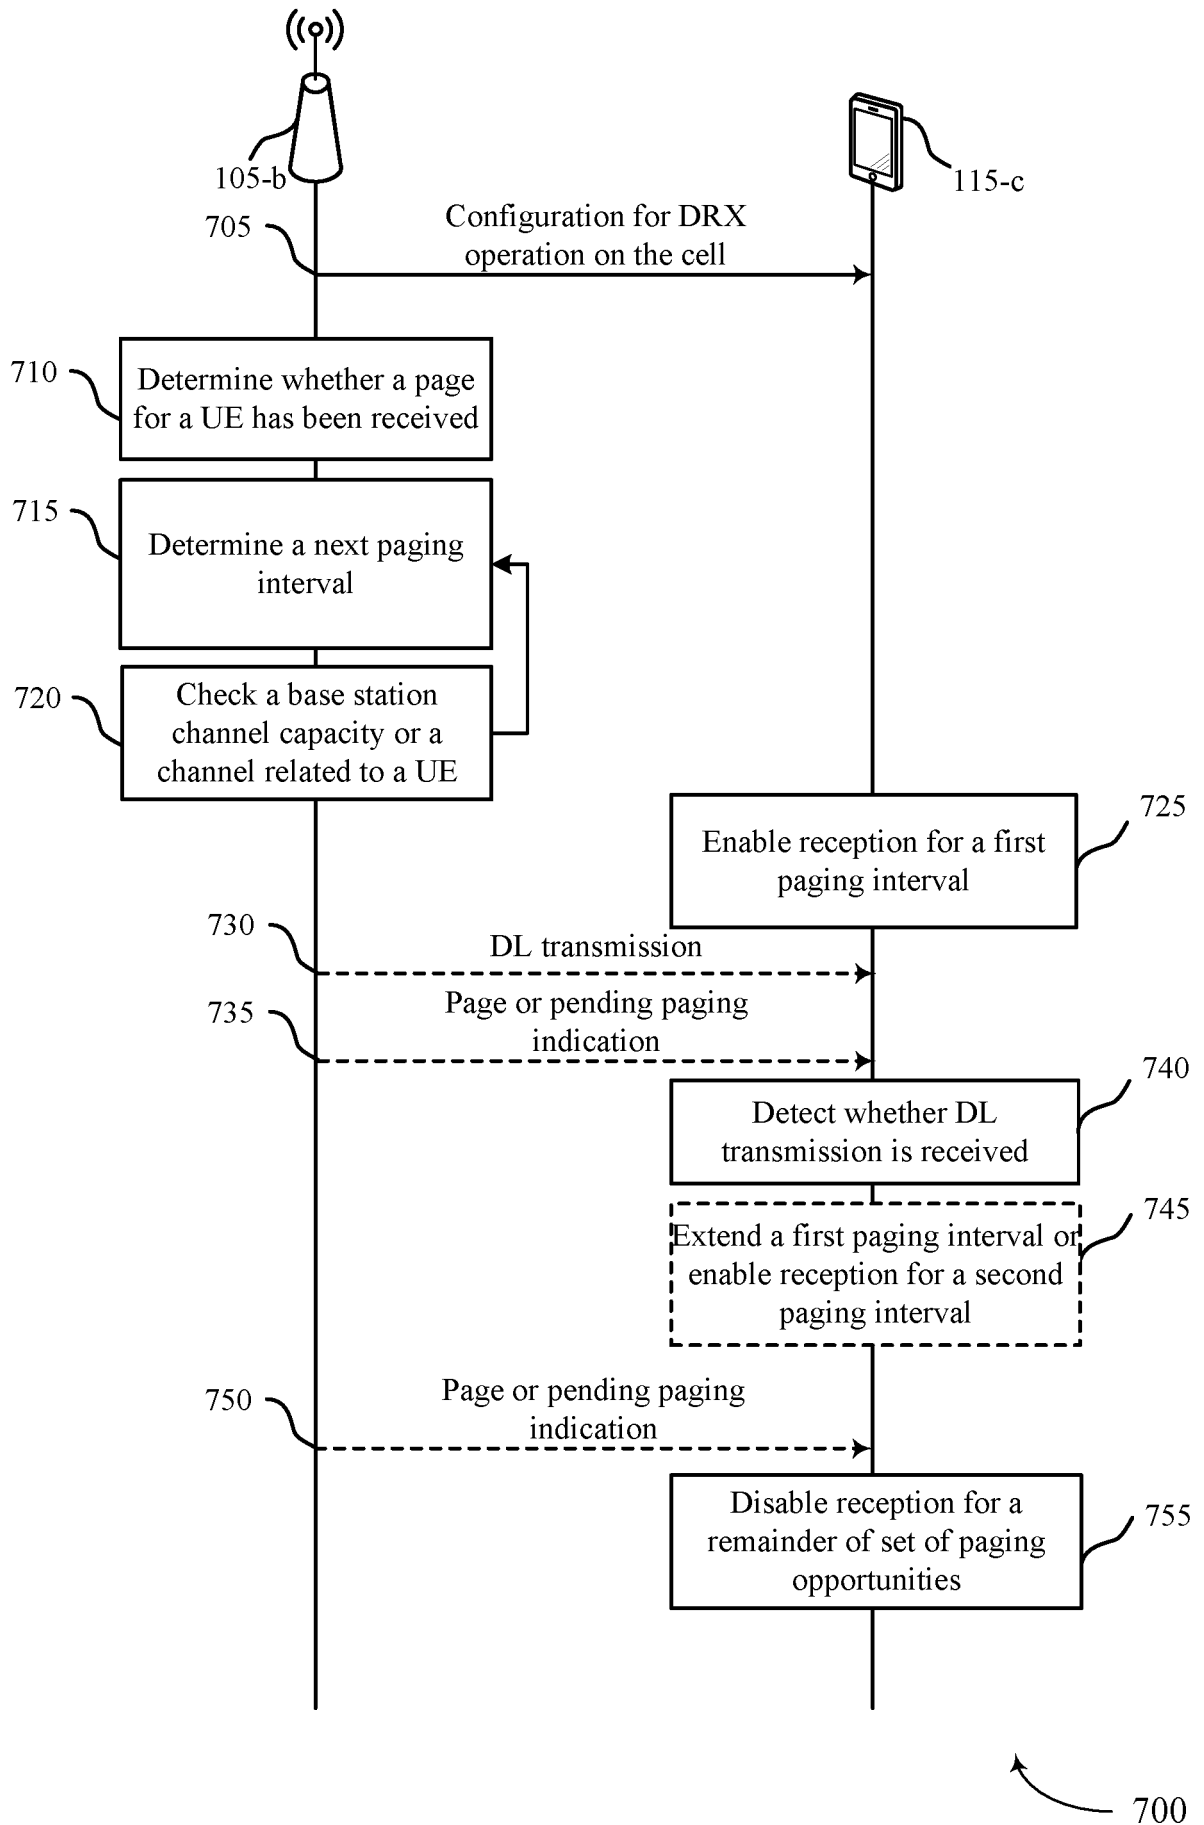 105-b
115-c
705
Configuration for DRX
operation on the cell
710
Determine whether a page
for a UE has been received
715
Determine a next paging
interval
720
Check a base station
channel capacity or a
channel related to a UE
725
Enable reception for a first
paging interval
730
DL transmission
735
Page or pending paging
indication
740
Detect whether DL
transmission is received
745
Extend a first paging interval or
enable reception for a second
paging interval
750
Page or pending paging
indication
755
Disable reception for a
remainder of set of paging
opportunities
700